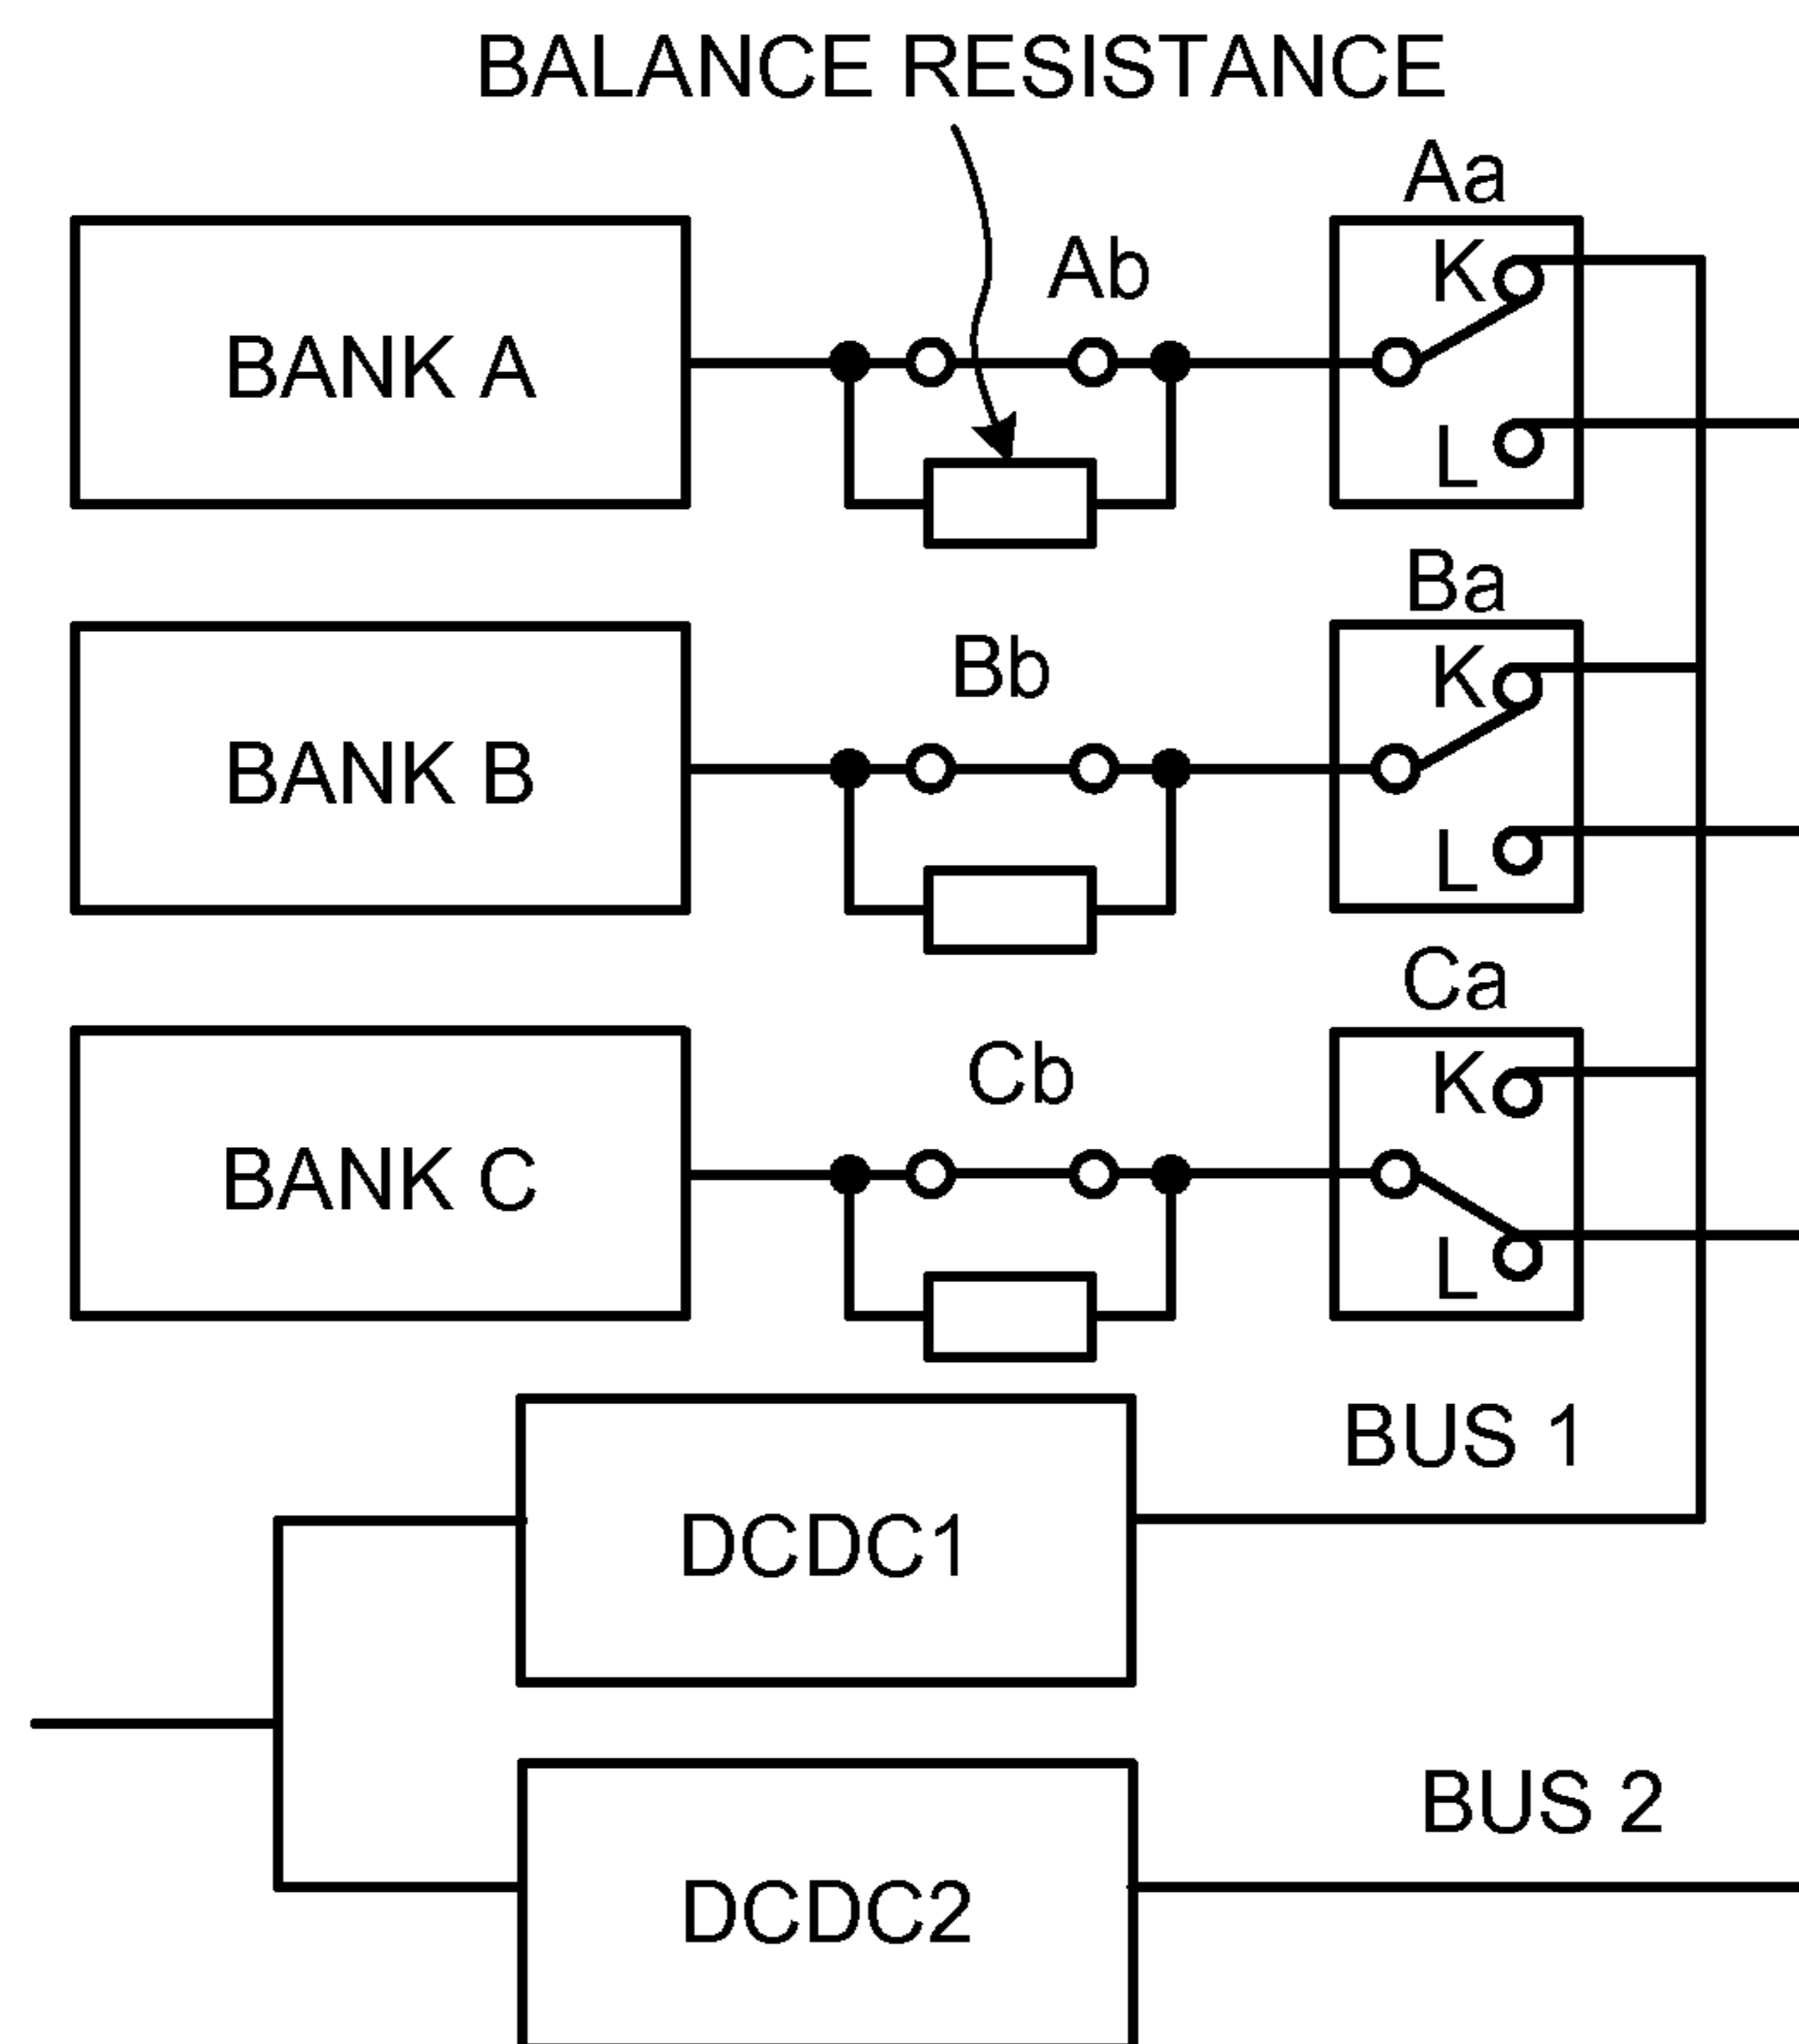 BALANCE RESISTANCE
Aa
Ab
K
BANK A
L
Ba
Bb
K
BANK B
L
Ca
Cb
K
BANK C
L
BUS 1
DCDC1
BUS 2
DCDC2